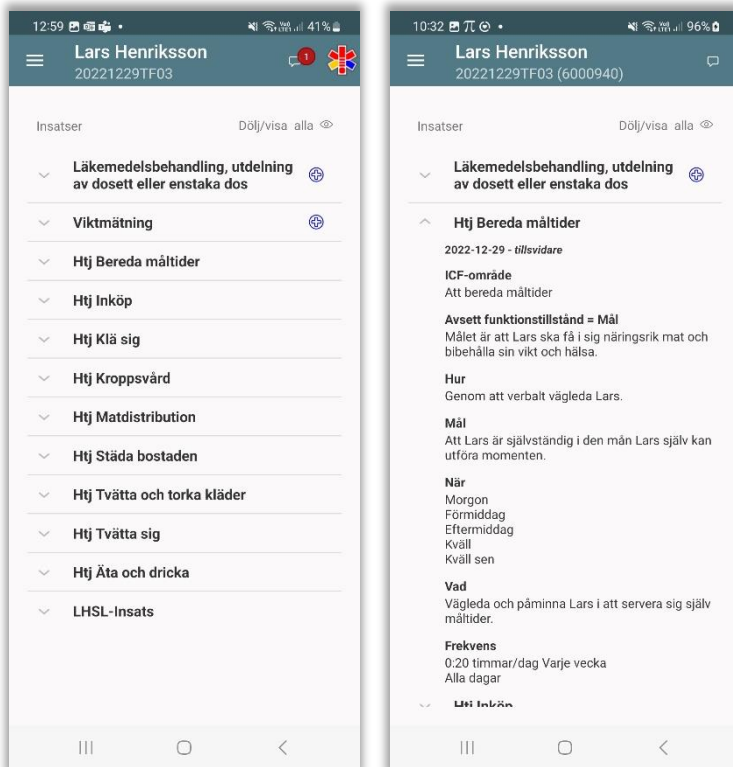 12:59
41%
Lars Henriksson
20221229TF03
1
Insatser
Dölj/visa alla
Läkemedelsbehandling, utdelning
av dosett eller enstaka dos
Viktmätning
Htj Bereda måltider
Htj Inköp
Htj Klä sig
Htj Kroppsvård
Htj Matdistribution
Htj Städa bostaden
Htj Tvätta och torka kläder
Htj Tvätta sig
Htj Äta och dricka
LHSL-Insats
10:32
96%
Lars Henriksson
20221229TF03 (6000940)
Insatser
Dölj/visa alla
Läkemedelsbehandling, utdelning
av dosett eller enstaka dos
Htj Bereda måltider
2022-12-29 - tillsvidare
ICF-område
Att bereda måltider
Avsett funktionstillstånd = Mål
Målet är att Lars ska få i sig näringsrik mat och
bibehålla sin vikt och hälsa.
Hur
Genom att verbalt vägleda Lars.
Mål
Att Lars är självständig i den mån Lars själv kan
utföra momenten.
När
Morgon
Förmiddag
Eftermiddag
Kväll
Kväll sen
Vad
Vägleda och påminna Lars i att servera sig själv
måltider.
Frekvens
0:20 timmar/dag Varje vecka
Alla dagar
Htj Inköp